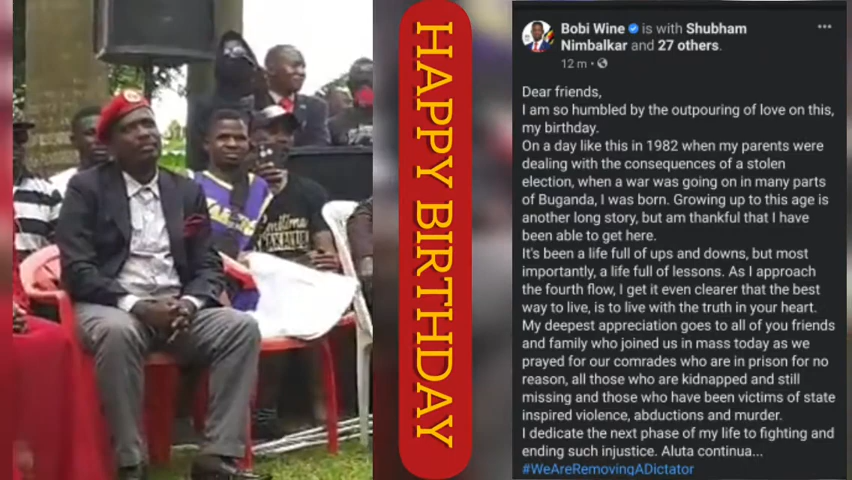 HAPPY BIRTHDAY
Bobi Wine is with Shubham
Nimbalkar and 27 others.
12 m •
Dear friends,
I am so humbled by the outpouring of love on this,
my birthday.
On a day like this in 1982 when my parents were
dealing with the consequences of a stolen
election, when a war was going on in many parts
of Buganda, I was born. Growing up to this age is
another long story, but am thankful that I have
been able to get here.
It's been a life full of ups and downs, but most
importantly, a life full of lessons. As I approach
the fourth flow, I get it even clearer that the best
way to live, is to live with the truth in your heart.
My deepest appreciation goes to all of you friends
and family who joined us in mass today as we
prayed for our comrades who are in prison for no
reason, all those who are kidnapped and still
missing and those who have been victims of state
inspired violence, abductions and murder.
I dedicate the next phase of my life to fighting and
ending such injustice. Aluta continua...
#WeAreRemovingADictator